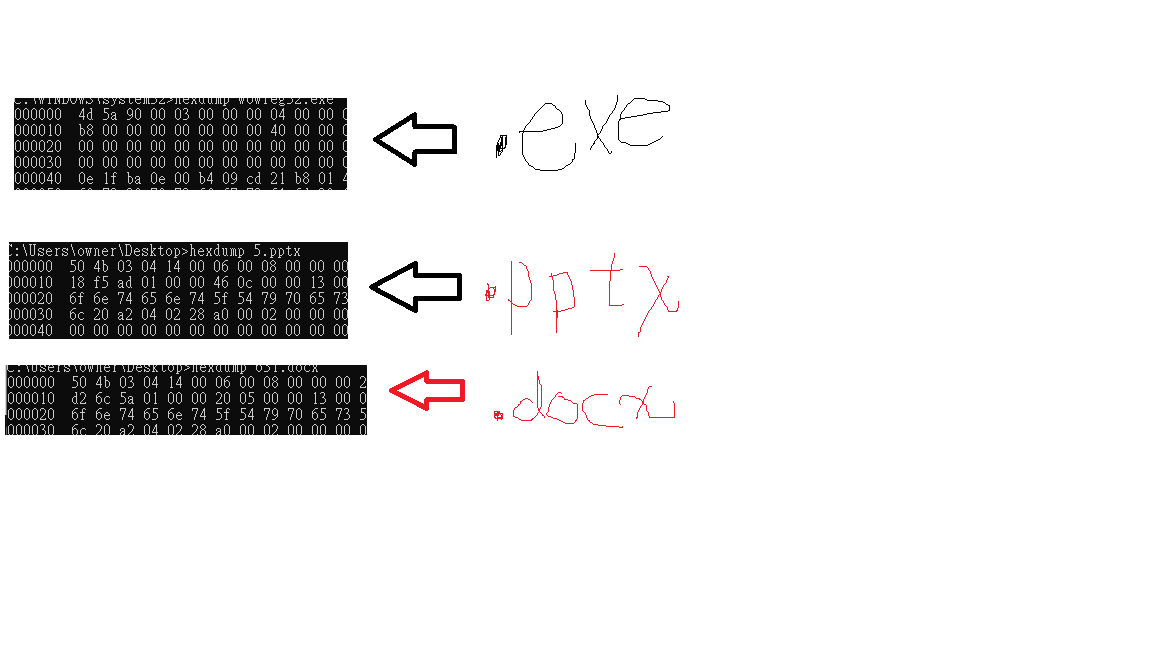 C:\WINDOWS\system32>hexdump wowreg32.exe
000000 4d 5a 90 00 03 00 00 00 04 00 00 0
000010 b8 00 00 00 00 00 00 00 40 00 00 0
000020 00 00 00 00 00 00 00 00 00 00 00 0
000030 00 00 00 00 00 00 00 00 00 00 00 0
000040 0e 1f ba 0e 00 b4 09 cd 21 b8 01 4
.exe
C:\Users\owner\Desktop>hexdump 5.pptx
000000 50 4b 03 04 14 00 06 00 08 00 00 00
000010 18 f5 ad 01 00 00 46 0c 00 00 13 00
000020 6f 6e 74 65 6e 74 5f 54 79 70 65 73
000030 6c 20 a2 04 02 28 a0 00 02 00 00 00
000040 00 00 00 00 00 00 00 00 00 00 00 00
.pptx
C:\Users\owner\Desktop>hexdump 651.docx
000000 50 4b 03 04 14 00 06 00 08 00 00 00 2
000010 d2 6c 5a 01 00 00 20 05 00 00 13 00 0
000020 6f 6e 74 65 6e 74 5f 54 79 70 65 73 5
000030 6c 20 a2 04 02 28 a0 00 02 00 00 00 0
.docx